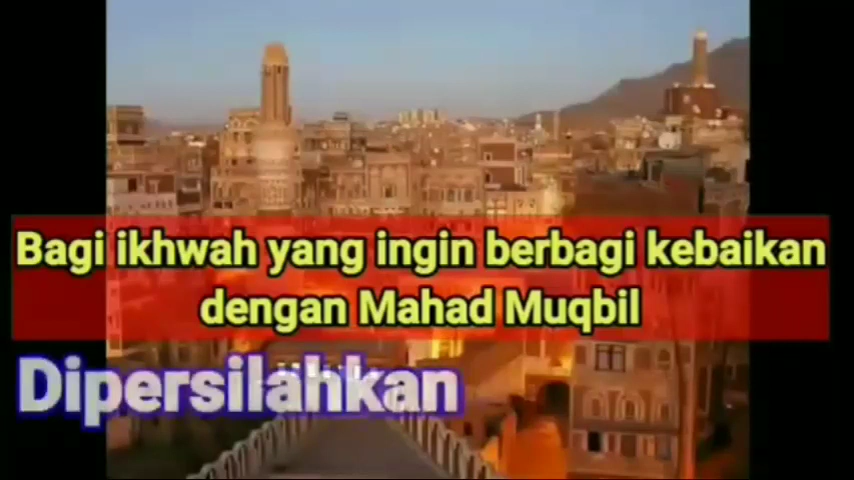 Bagi ikhwah yang ingin berbagi kebaikan
dengan Mahad Muqbil
Dipersilahkan